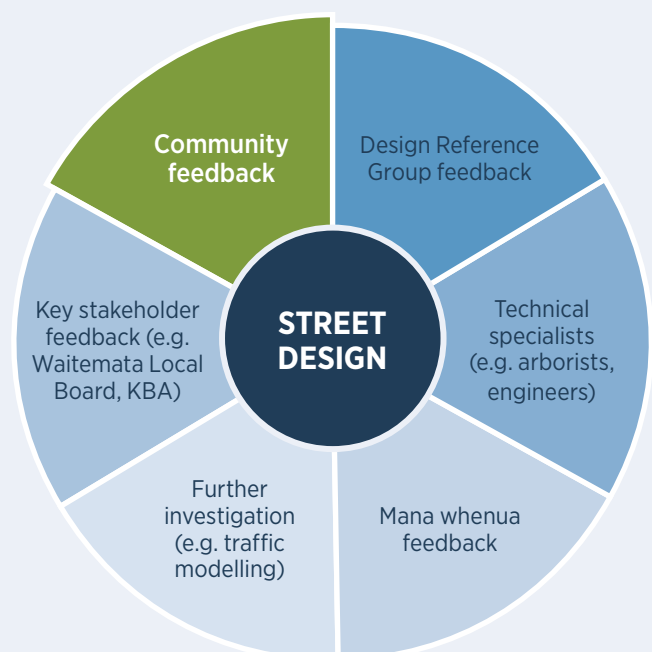 Community
feedback
Design Reference
Group feedback
Key stakeholder
feedback (e.g.
Waitemata Local
Board, KBA)
STREET
DESIGN
Technical
specialists
(e.g. arborists,
engineers)
Further
investigation
(e.g. traffic
modelling)
Mana whenua
feedback